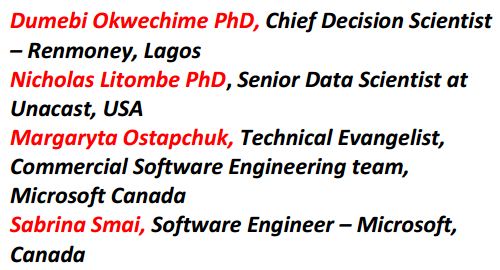 Dumebi Okwechime PhD, Chief Decision Scientist
– Renmoney, Lagos
Nicholas Litombe PhD, Senior Data Scientist at
Unacast, USA
Margaryta Ostapchuk, Technical Evangelist,
Commercial Software Engineering team,
Microsoft Canada
Sabrina Smai, Software Engineer – Microsoft,
Canada